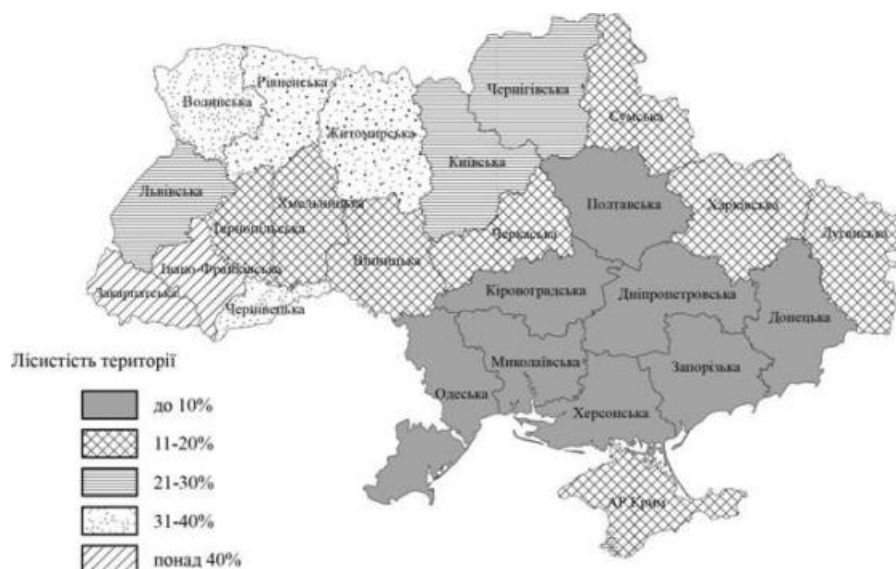 Волинська
Рівненська
Житомирська
Чернігівська
Сумська
Київська
Львівська
Хмельницька
Тернопільська
Полтавська
Харківська
Луганська
Черкаська
Вінницька
Івано-Франківська
Закарпатська
Чернівецька
Кіровоградська
Дніпропетровська
Донецька
Миколаївська
Запорізька
Одеська
Херсонська
АР Крим
Лісистість території
до 10%
11-20%
21-30%
31-40%
понад 40%